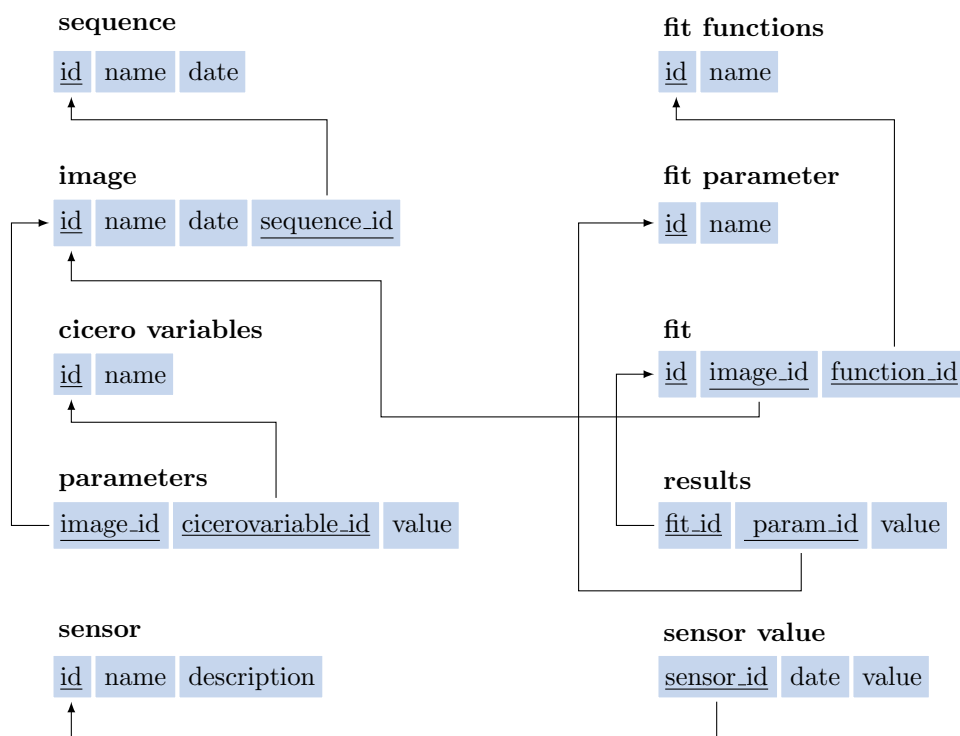 sequence
id name date
image
id name date sequence_id
cicero variables
id name
parameters
image_id cicerovariable_id value
sensor
id name description
fit functions
id name
fit parameter
id name
fit
id image_id function_id
results
fit_id param_id value
sensor value
sensor_id date value